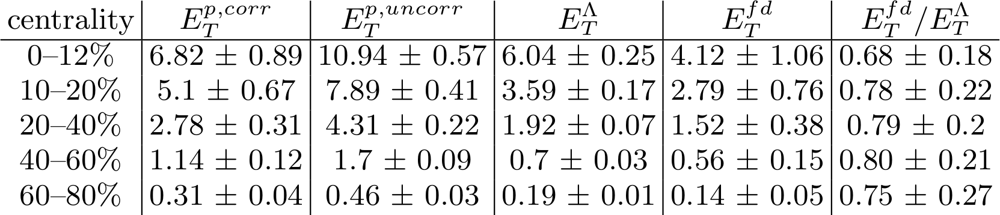 centrality E_T^{p,corr} E_T^{p,uncorr} E_T^Λ E_T^{fd} E_T^{fd}/E_T^Λ
0–12% 6.82 ± 0.89 10.94 ± 0.57 6.04 ± 0.25 4.12 ± 1.06 0.68 ± 0.18
10–20% 5.1 ± 0.67 7.89 ± 0.41 3.59 ± 0.17 2.79 ± 0.76 0.78 ± 0.22
20–40% 2.78 ± 0.31 4.31 ± 0.22 1.92 ± 0.07 1.52 ± 0.38 0.79 ± 0.2
40–60% 1.14 ± 0.12 1.7 ± 0.09 0.7 ± 0.03 0.56 ± 0.15 0.80 ± 0.21
60–80% 0.31 ± 0.04 0.46 ± 0.03 0.19 ± 0.01 0.14 ± 0.05 0.75 ± 0.27